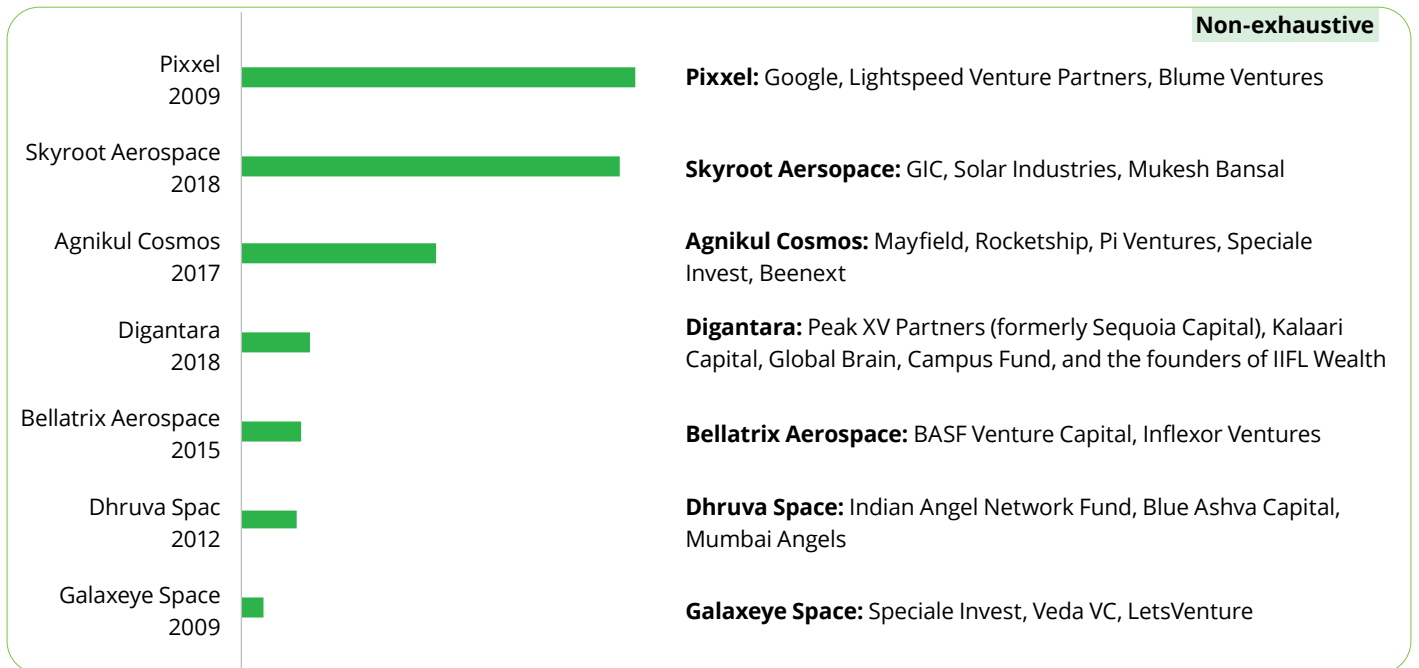 Non-exhaustive
Pixxel
2009
Pixxel: Google, Lightspeed Venture Partners, Blume Ventures
Skyroot Aerospace
2018
Skyroot Aersopace: GIC, Solar Industries, Mukesh Bansal
Agnikul Cosmos
2017
Agnikul Cosmos: Mayfield, Rocketship, Pi Ventures, Speciale
Invest, Beenext
Digantara
2018
Digantara: Peak XV Partners (formerly Sequoia Capital), Kalaari
Capital, Global Brain, Campus Fund, and the founders of IIFL Wealth
Bellatrix Aerospace
2015
Bellatrix Aerospace: BASF Venture Capital, Inflexor Ventures
Dhruva Spac
2012
Dhruva Space: Indian Angel Network Fund, Blue Ashva Capital,
Mumbai Angels
Galaxeye Space
2009
Galaxeye Space: Speciale Invest, Veda VC, LetsVenture